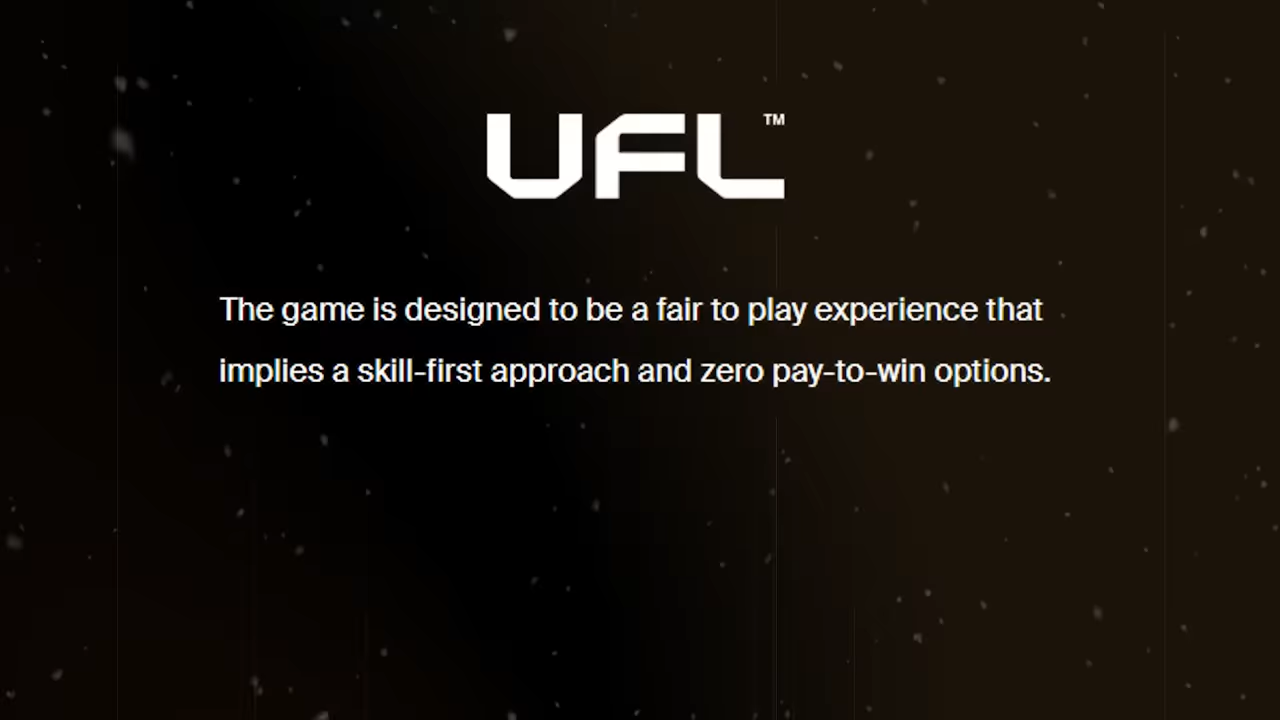 UFL™
The game is designed to be a fair to play experience that
implies a skill-first approach and zero pay-to-win options.